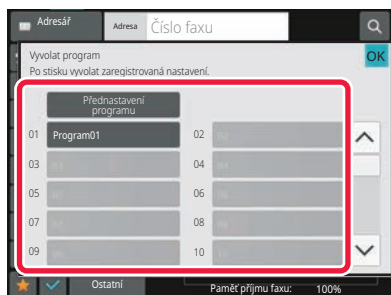 Adresář
Adresa
Číslo faxu
Vyvolat program
OK
Po stisku vyvolat zaregistrovaná nastavení.
Přednastavení
programu
01 Program01 02
03 04
05 06
07 08
09 10
Ostatní
Paměť příjmu faxu: 100%